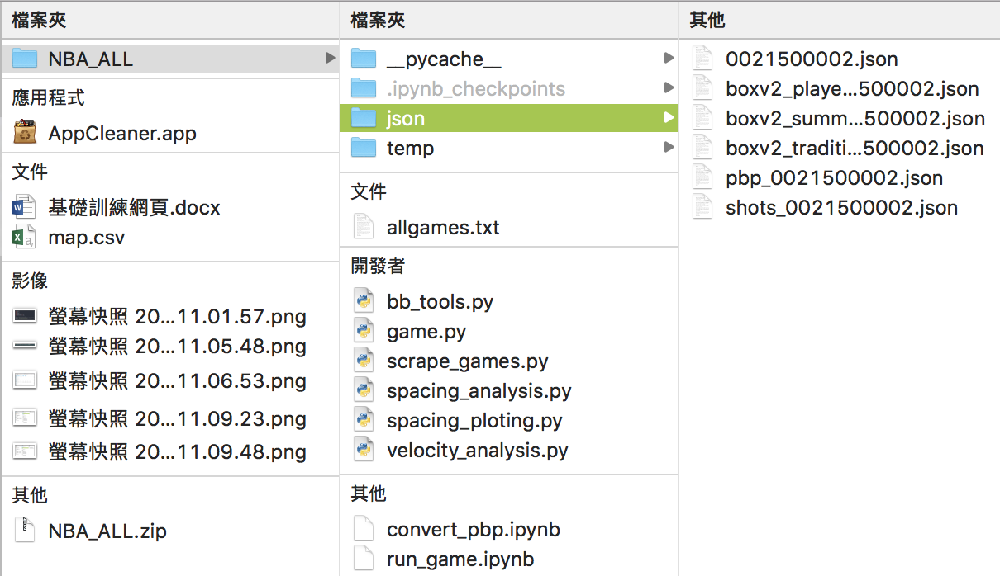 檔案夾
NBA_ALL
應用程式
AppCleaner.app
文件
基礎訓練網頁.docx
map.csv
影像
螢幕快照 20...11.01.57.png
螢幕快照 20...11.05.48.png
螢幕快照 20...11.06.53.png
螢幕快照 20...11.09.23.png
螢幕快照 20...11.09.48.png
其他
NBA_ALL.zip
檔案夾
__pycache__
.ipynb_checkpoints
json
temp
文件
allgames.txt
開發者
bb_tools.py
game.py
scrape_games.py
spacing_analysis.py
spacing_ploting.py
velocity_analysis.py
其他
convert_pbp.ipynb
run_game.ipynb
其他
0021500002.json
boxv2_playe...500002.json
boxv2_summ...500002.json
boxv2_traditi...500002.json
pbp_0021500002.json
shots_0021500002.json